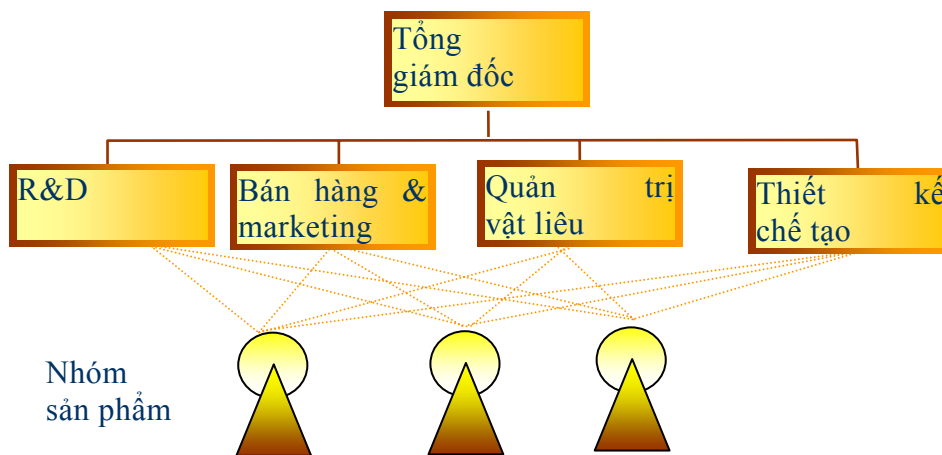 Tổng
giám đốc
R&D
Bán hàng &
marketing
Quản trị
vật liêu
Thiết kế
chế tạo
Nhóm
sản phẩm